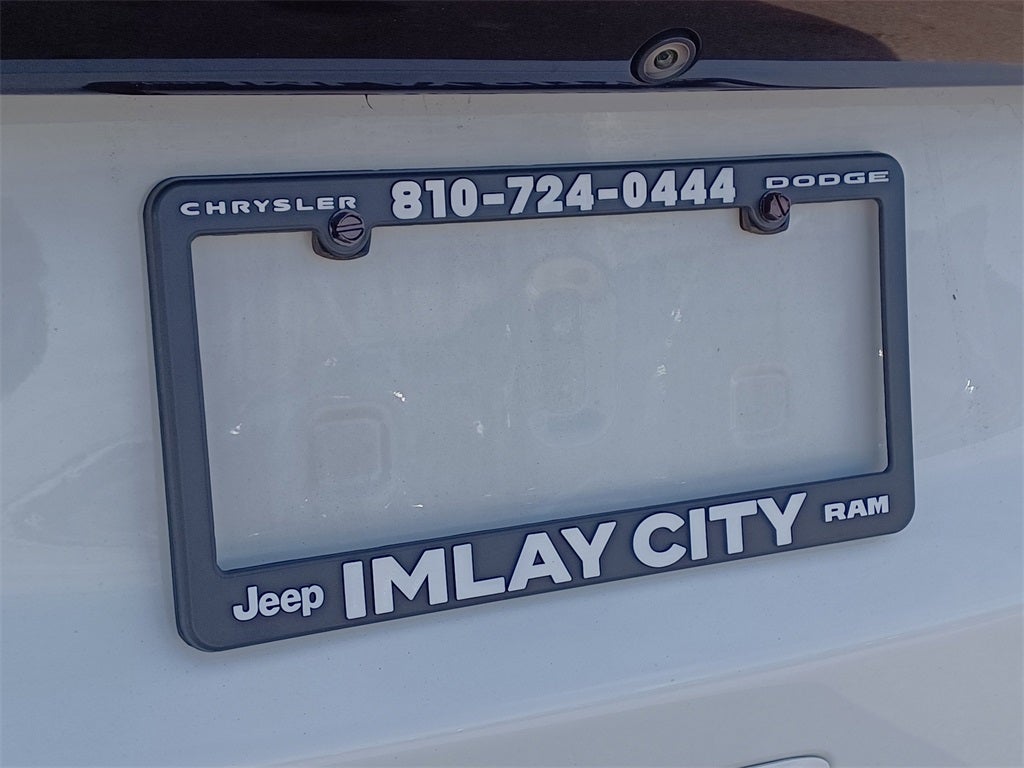 CHRYSLER 810-724-0444 DODGE
Jeep IMLAY CITY RAM